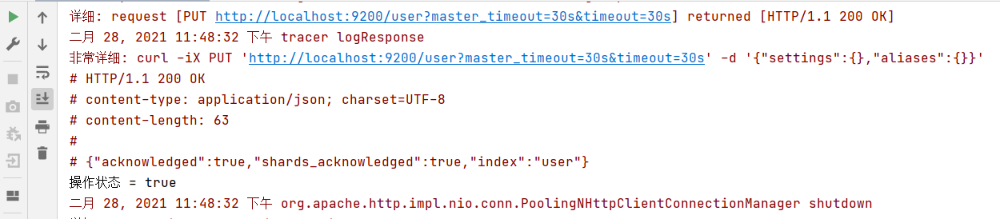 详细: request [PUT http://localhost:9200/user?master_timeout=30s&timeout=30s] returned [HTTP/1.1 200 OK]
二月 28, 2021 11:48:32 下午 tracer logResponse
非常详细: curl -iX PUT 'http://localhost:9200/user?master_timeout=30s&timeout=30s' -d '{"settings":{},"aliases":{}}'
# HTTP/1.1 200 OK
# content-type: application/json; charset=UTF-8
# content-length: 63
#
# {"acknowledged":true,"shards_acknowledged":true,"index":"user"}
操作状态 = true
二月 28, 2021 11:48:32 下午 org.apache.http.impl.nio.conn.PoolingNHttpClientConnectionManager shutdown